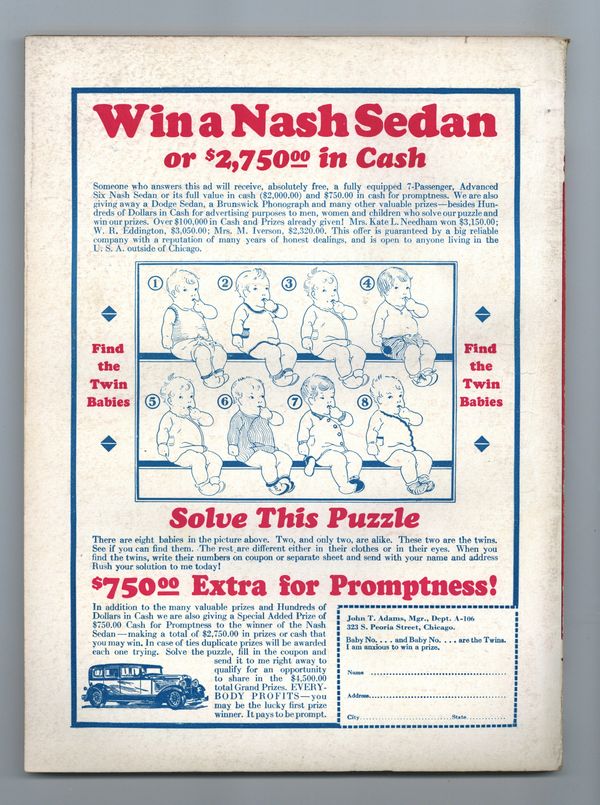 Win a Nash Sedan
or $2,750.00 in Cash
Someone who answers this ad will receive, absolutely free, a fully equipped 7-Passenger, Advanced
Six Nash Sedan or its full value in cash ($2,000.00) and $750.00 in cash for promptness. We are also
giving away a Dodge Sedan, a Brunswick Phonograph and many other valuable prizes—besides Hun-
dreds of Dollars in Cash for advertising purposes to men, women and children who solve our puzzle and
win our prizes. Over $100,000 in Cash and Prizes already given! Mrs. Kate L. Needham won $3,150.00;
W. R. Eddington, $3,050.00; Mrs. M. Iverson, $2,320.00. This offer is guaranteed by a big reliable
company with a reputation of many years of honest dealings, and is open to anyone living in the
U. S. A. outside of Chicago.
1 2 3 4
Find
the
Twin
Babies
5 6 7 8
Find
the
Twin
Babies
Solve This Puzzle
There are eight babies in the picture above. Two, and only two, are alike. These two are the twins.
See if you can find them. The rest are different either in their clothes or in their eyes. When you
find the twins, write their numbers on coupon or separate sheet and send with your name and address
Rush your solution to me today!
$750.00 Extra for Promptness!
In addition to the many valuable prizes and Hundreds of
Dollars in Cash we are also giving a Special Added Prize of
$750.00 Cash for Promptness to the winner of the Nash
Sedan—making a total of $2,750.00 in prizes or cash that
you may win. In case of ties duplicate prizes will be awarded
each one trying. Solve the puzzle, fill in the coupon and
send it to me right away to
qualify for an opportunity
to share in the $4,500.00
total Grand Prizes. EVERY-
BODY PROFITS—you
may be the lucky first prize
winner. It pays to be prompt.
John T. Adams, Mgr., Dept. A-106
323 S. Peoria Street, Chicago.
Baby No. . . . and Baby No. . . . are the Twins.
I am anxious to win a prize.
Name
Address
City State